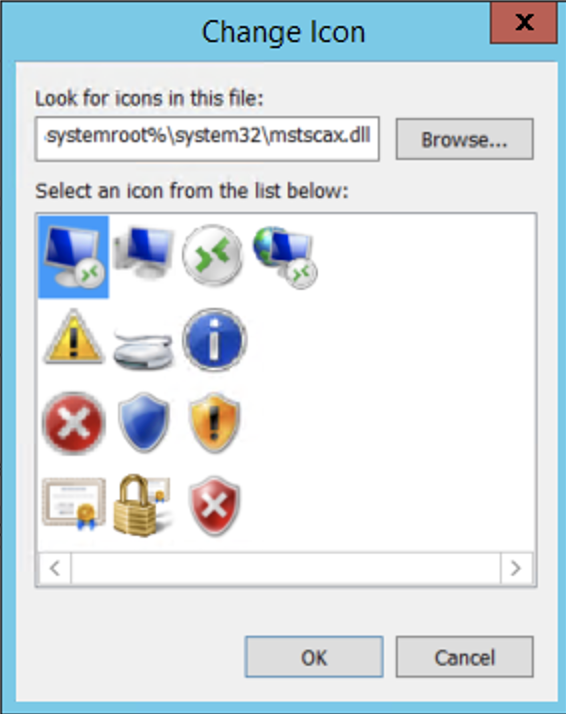 Change Icon
Look for icons in this file:
systemroot%\system32\mstscax.dll
Browse...
Select an icon from the list below:
OK
Cancel